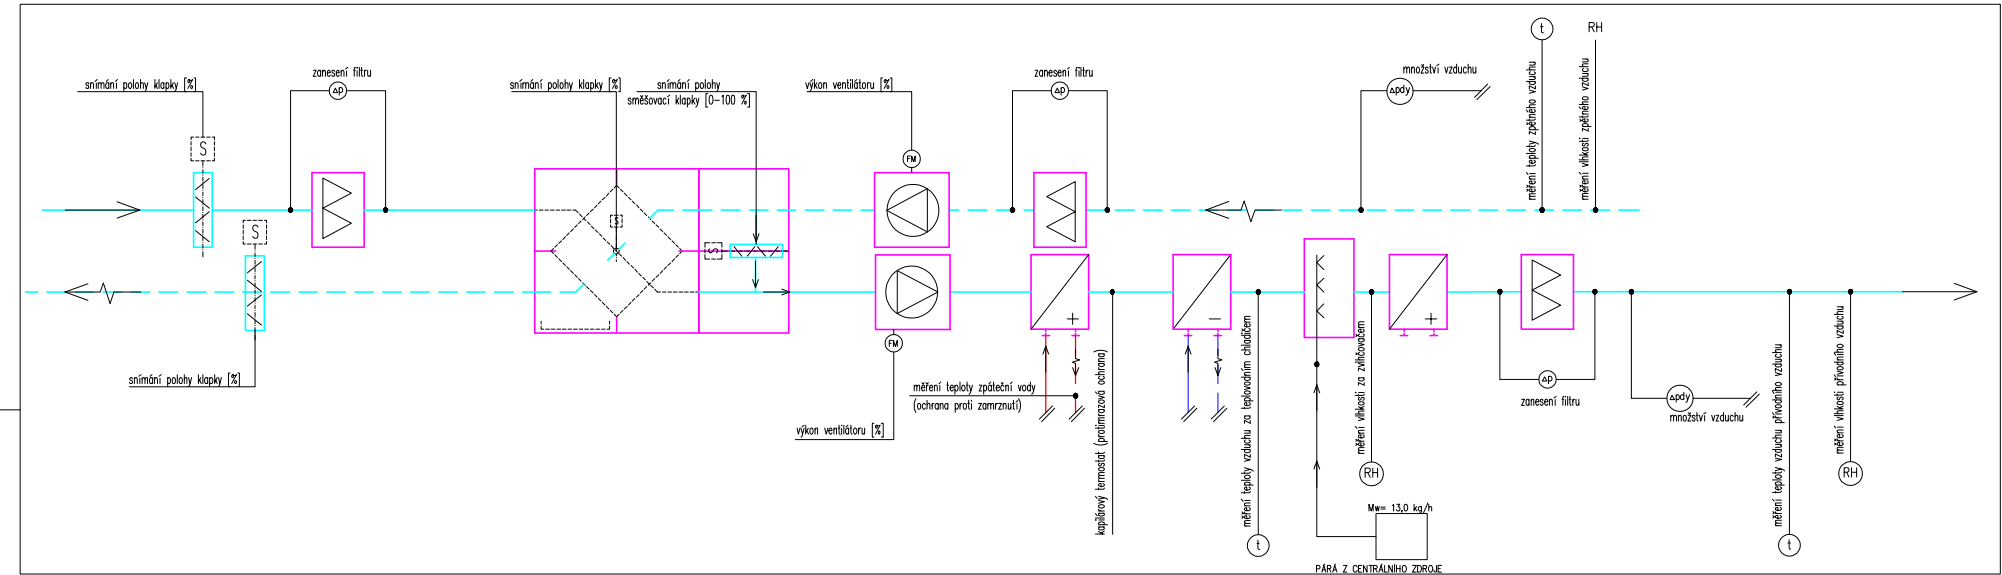 snímání polohy klapky [%]
zanesení filtru
Δp
snímání polohy klapky [%]
snímání polohy
směšovací klapky [0-100 %]
výkon ventilátoru [%]
zanesení filtru
Δp
množství vzduchu
Δpdy
t
RH
měření teploty zpětného vzduchu
měření vlhkosti zpětného vzduchu
S
FM
S
S
S
FM
snímání polohy klapky [%]
výkon ventilátoru [%]
měření teploty zpáteční vody
(ochrana proti zamrznutí)
kapilárový termostat (protimrazová ochrana)
měření teploty vzduchu za teplovodním chladičem
t
měření vlhkosti za zvlhčovačem
RH
Mw= 13,0 kg/h
PÁRÁ Z CENTRÁLNÍHO ZDROJE
Δp
zanesení filtru
Δpdy
množství vzduchu
měření teploty vzduchu přívodního vzduchu
t
měření vlhkosti přívodního vzduchu
RH